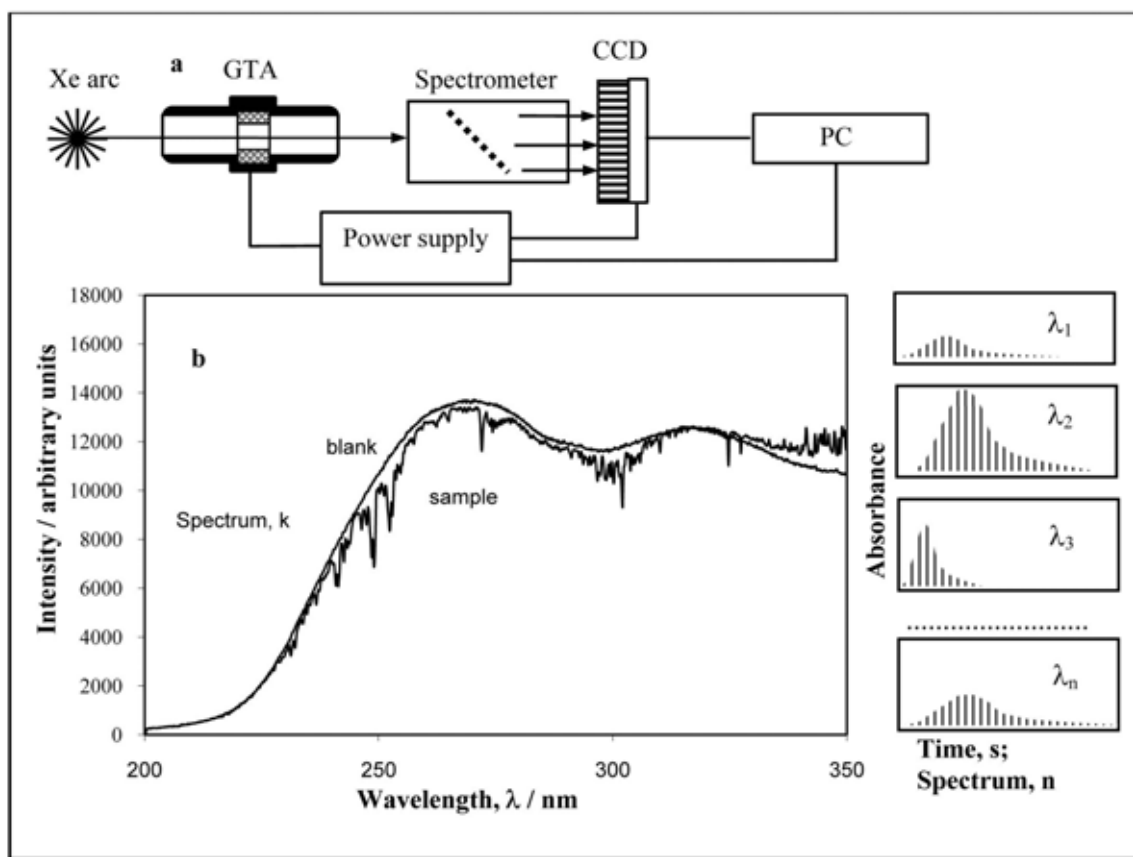 a
Xe arc
GTA
Spectrometer
CCD
PC
Power supply
b
Intensity / arbitrary units
18000
16000
14000
12000
10000
8000
6000
4000
2000
0
blank
sample
Spectrum, k
200
250
300
350
Wavelength, λ / nm
Absorbance
λ1
λ2
λ3
λn
Time, s;
Spectrum, n